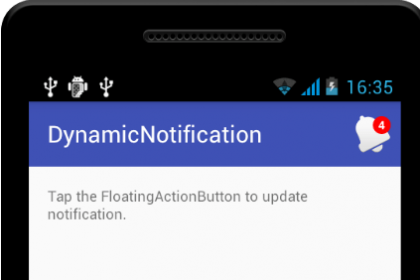 16:35
DynamicNotification
4
Tap the FloatingActionButton to update
notification.